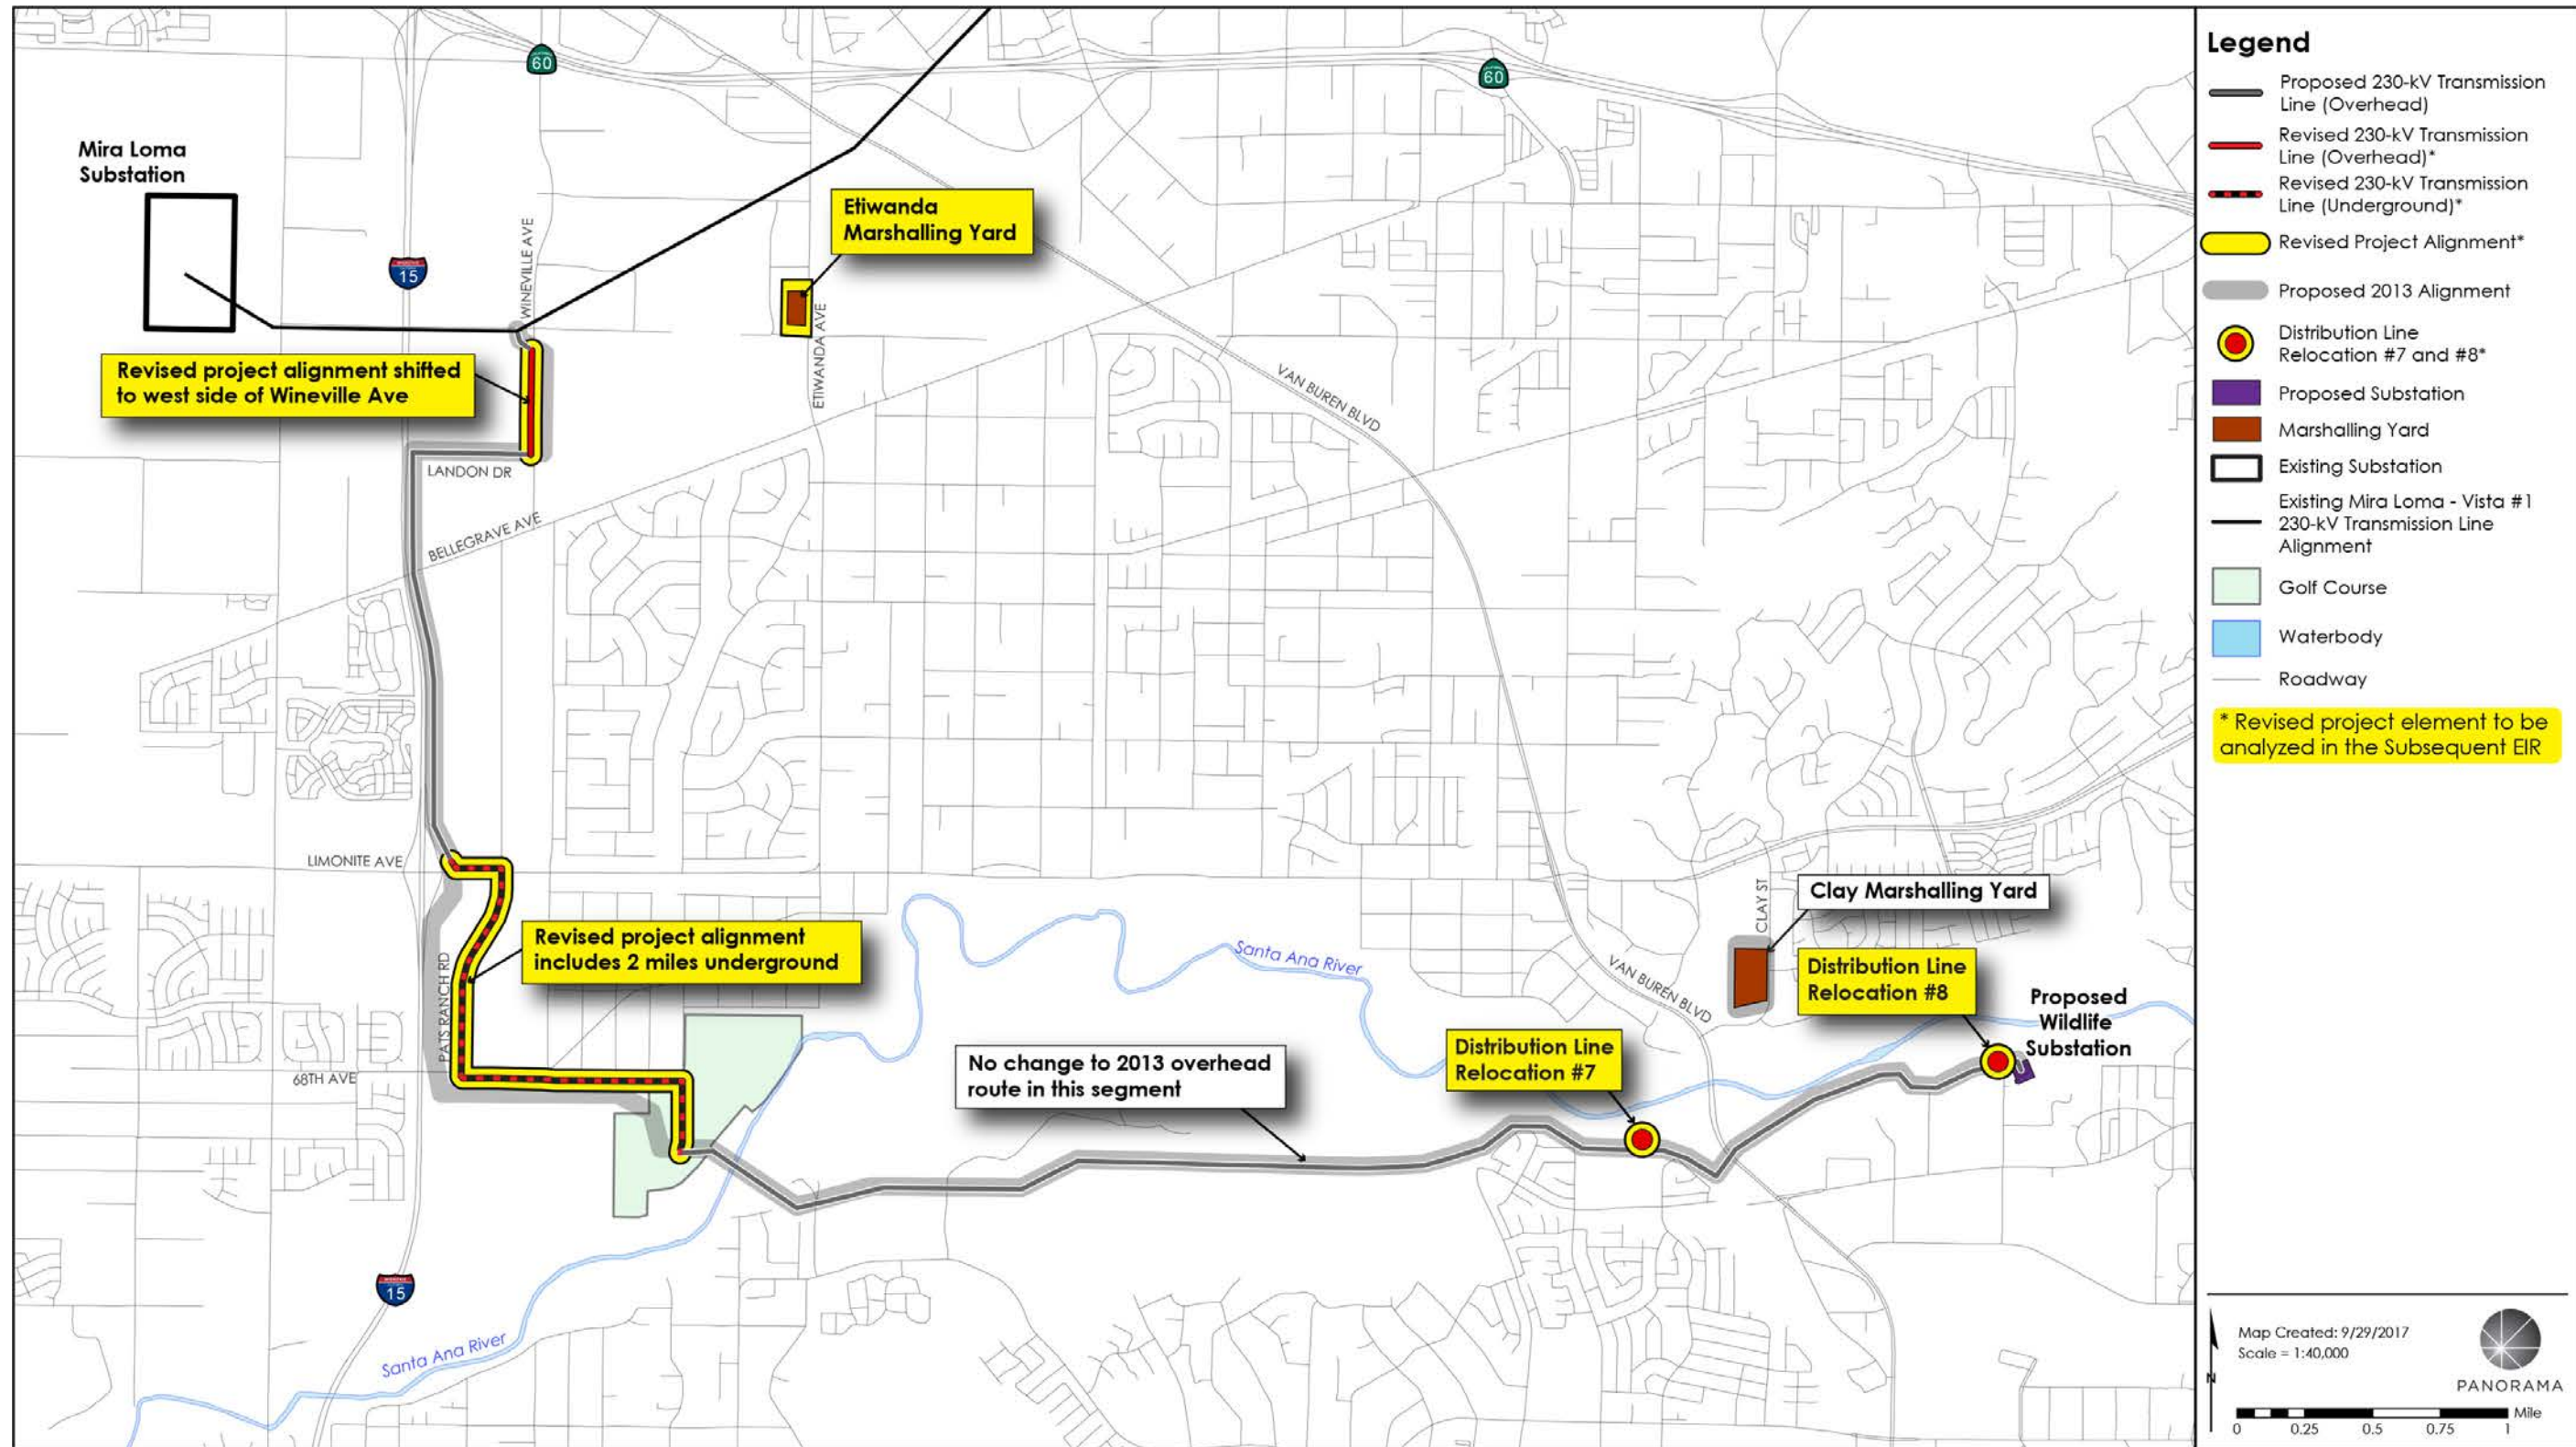 60
60
Mira Loma
Substation
Etiwanda
Marshalling Yard
15
WINEVILLE AVE
ETIWANDA AVE
Revised project alignment shifted
to west side of Wineville Ave
VAN BUREN BLVD
LANDON DR
BELLEGRAVE AVE
LIMONITE AVE
Clay Marshalling Yard
CLAY ST
Revised project alignment
includes 2 miles underground
Santa Ana River
PATS RANCH RD
VAN BUREN BLVD
Distribution Line
Relocation #8
Proposed
Wildlife
Substation
No change to 2013 overhead
route in this segment
Distribution Line
Relocation #7
68TH AVE
15
Santa Ana River
Legend
Proposed 230-kV Transmission
Line (Overhead)
Revised 230-kV Transmission
Line (Overhead)*
Revised 230-kV Transmission
Line (Underground)*
Revised Project Alignment*
Proposed 2013 Alignment
Distribution Line
Relocation #7 and #8*
Proposed Substation
Marshalling Yard
Existing Substation
Existing Mira Loma - Vista #1
230-kV Transmission Line
Alignment
Golf Course
Waterbody
Roadway
* Revised project element to be
analyzed in the Subsequent EIR
Map Created: 9/29/2017
Scale = 1:40,000
N
PANORAMA
Mile
0 0.25 0.5 0.75 1